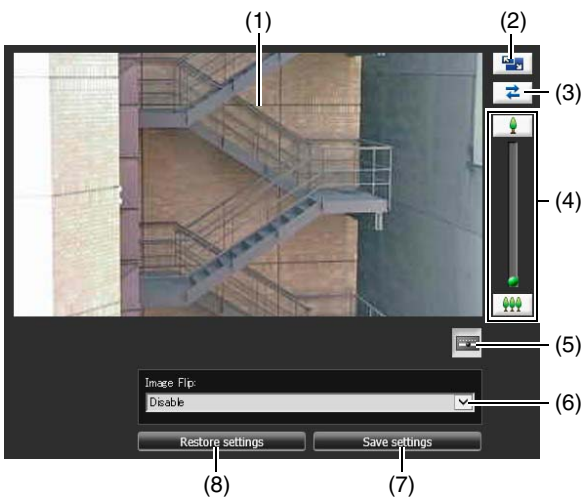 (1)
(2)
(3)
(4)
(5)
Image Flip:
Disable
(6)
Restore settings
Save settings
(8)
(7)